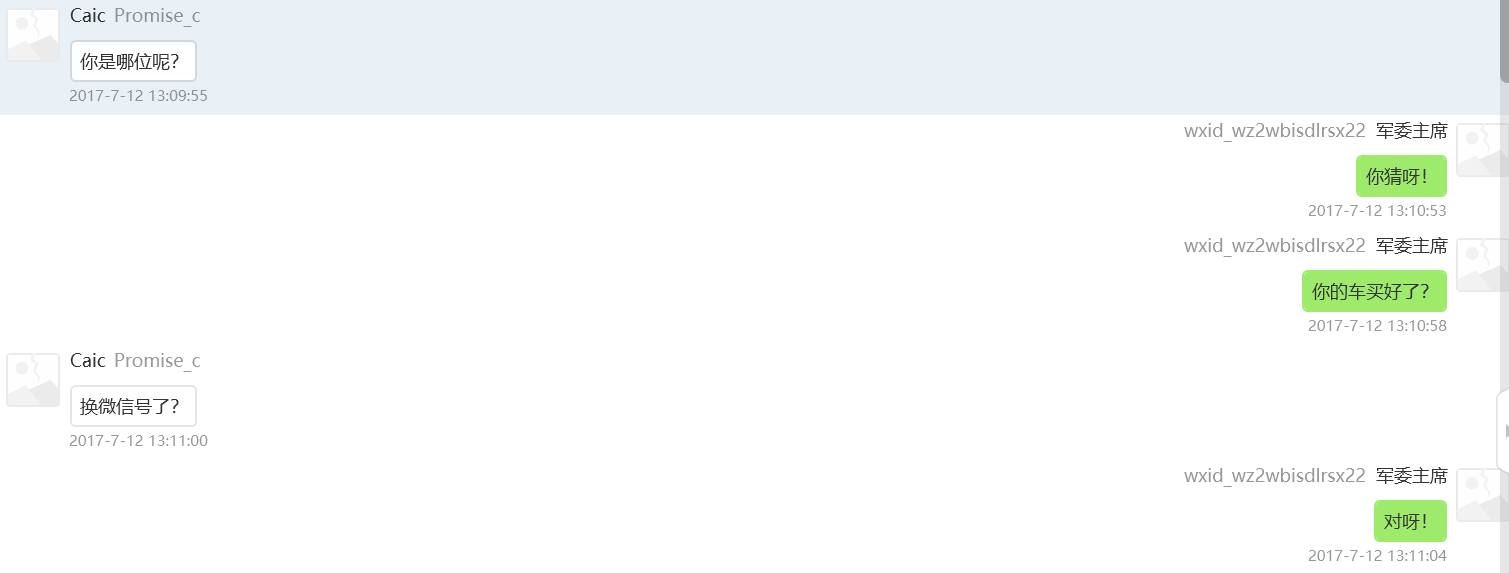 Caic Promise_c
你是哪位呢？
2017-7-12 13:09:55
wxid_wz2wbisdlrsx22 军委主席
你猜呀！
2017-7-12 13:10:53
wxid_wz2wbisdlrsx22 军委主席
你的车买好了？
2017-7-12 13:10:58
Caic Promise_c
换微信号了？
2017-7-12 13:11:00
wxid_wz2wbisdlrsx22 军委主席
对呀！
2017-7-12 13:11:04